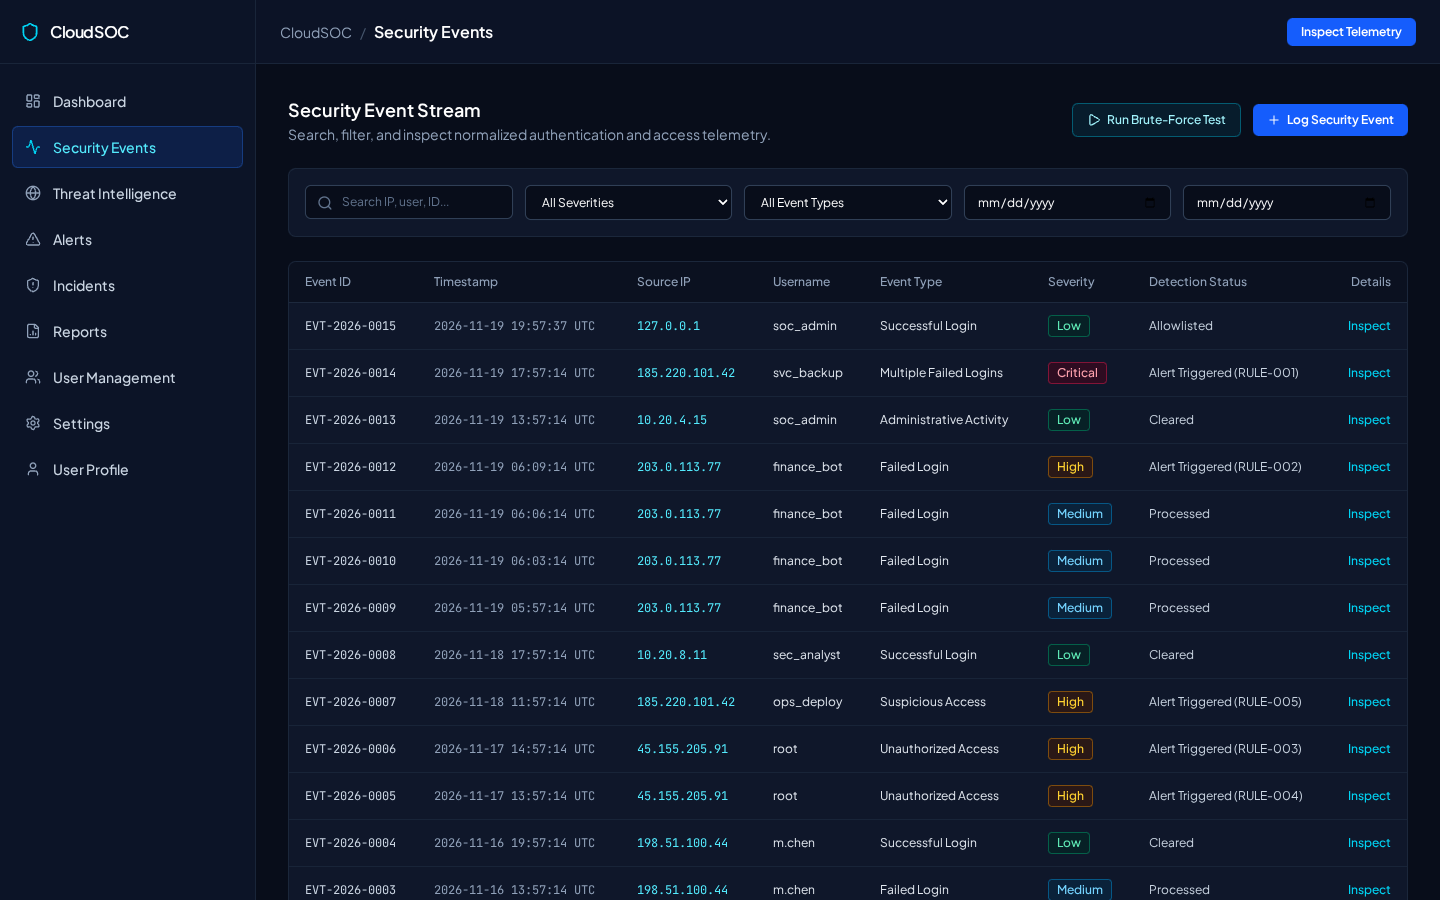 CloudSOC
CloudSOC / Security Events
Inspect Telemetry
Dashboard
Security Events
Threat Intelligence
Alerts
Incidents
Reports
User Management
Settings
User Profile
Security Event Stream
Search, filter, and inspect normalized authentication and access telemetry.
Run Brute-Force Test
+ Log Security Event
Search IP, user, ID...
All Severities
All Event Types
mm/dd/yyyy
mm/dd/yyyy
Event ID Timestamp Source IP Username Event Type Severity Detection Status Details
EVT-2026-0015 2026-11-19 19:57:37 UTC 127.0.0.1 soc_admin Successful Login Low Allowlisted Inspect
EVT-2026-0014 2026-11-19 17:57:14 UTC 185.220.101.42 svc_backup Multiple Failed Logins Critical Alert Triggered (RULE-001) Inspect
EVT-2026-0013 2026-11-19 13:57:14 UTC 10.20.4.15 soc_admin Administrative Activity Low Cleared Inspect
EVT-2026-0012 2026-11-19 06:09:14 UTC 203.0.113.77 finance_bot Failed Login High Alert Triggered (RULE-002) Inspect
EVT-2026-0011 2026-11-19 06:06:14 UTC 203.0.113.77 finance_bot Failed Login Medium Processed Inspect
EVT-2026-0010 2026-11-19 06:03:14 UTC 203.0.113.77 finance_bot Failed Login Medium Processed Inspect
EVT-2026-0009 2026-11-19 05:57:14 UTC 203.0.113.77 finance_bot Failed Login Medium Processed Inspect
EVT-2026-0008 2026-11-18 17:57:14 UTC 10.20.8.11 sec_analyst Successful Login Low Cleared Inspect
EVT-2026-0007 2026-11-18 11:57:14 UTC 185.220.101.42 ops_deploy Suspicious Access High Alert Triggered (RULE-005) Inspect
EVT-2026-0006 2026-11-17 14:57:14 UTC 45.155.205.91 root Unauthorized Access High Alert Triggered (RULE-003) Inspect
EVT-2026-0005 2026-11-17 13:57:14 UTC 45.155.205.91 root Unauthorized Access High Alert Triggered (RULE-004) Inspect
EVT-2026-0004 2026-11-16 19:57:14 UTC 198.51.100.44 m.chen Successful Login Low Cleared Inspect
EVT-2026-0003 2026-11-16 13:57:14 UTC 198.51.100.44 m.chen Failed Login Medium Processed Inspect